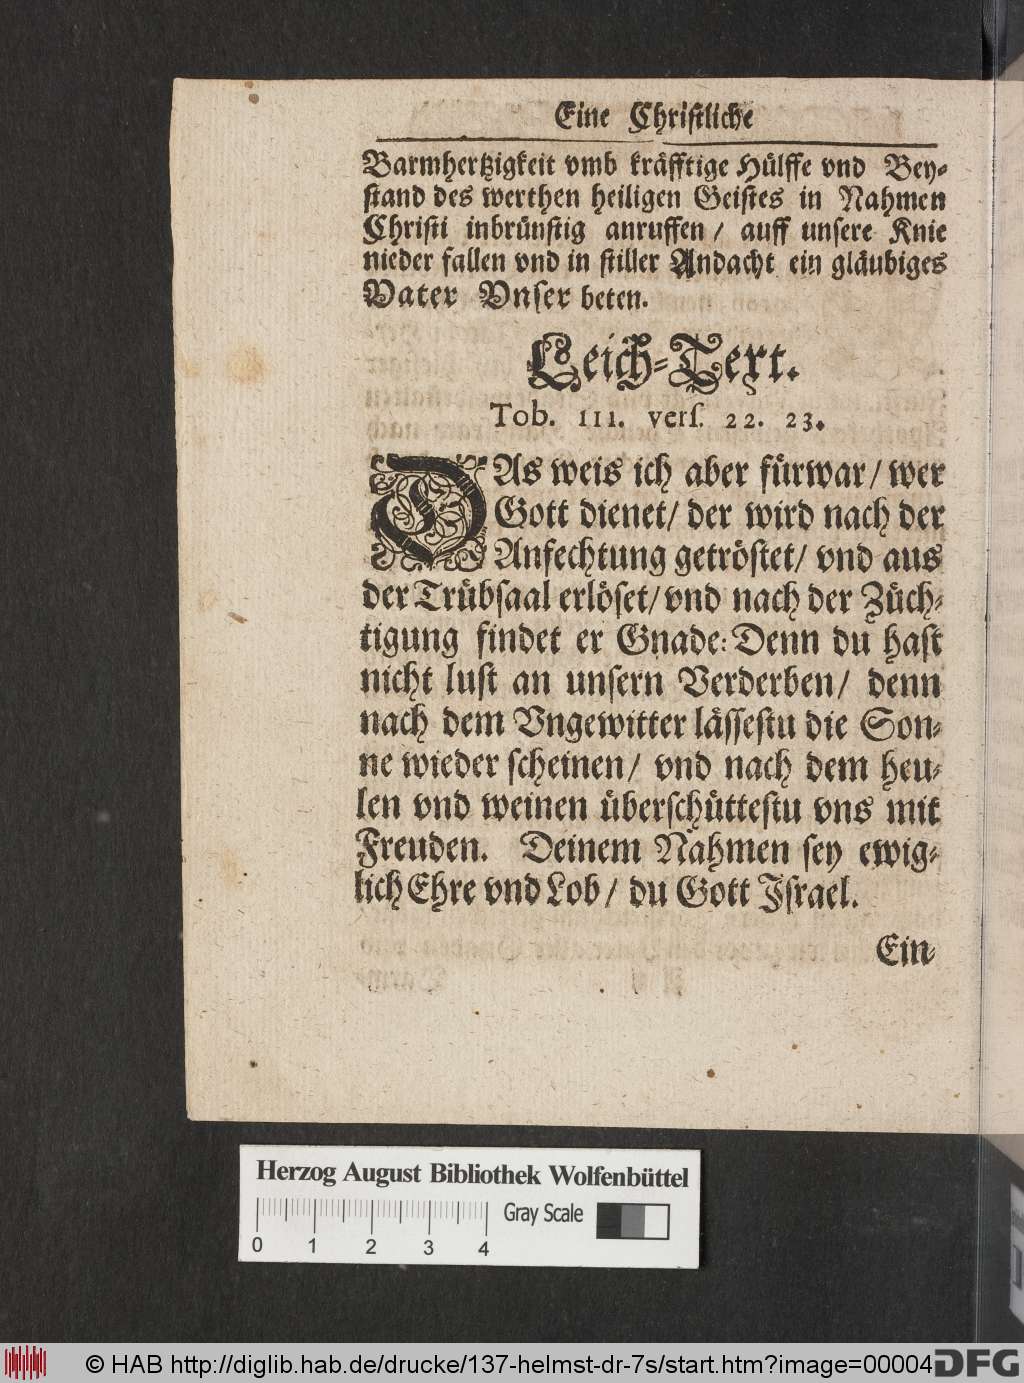 Eine Christliche
Barmhertzigkeit vmb kräfftige Hülffe vnd Bey-
stand des werthen heiligen Geistes in Nahmen
Christi inbrünstig anruffen / auff unsere Knie
nieder fallen vnd in stiller Andacht ein gläubiges
Vater Vnser beten.
Leich-Text.
Tob. III. vers. 22. 23.
DAs weis ich aber fürwar / wer
Gott dienet / der wird nach der
Anfechtung getröstet / vnd aus
der Trübsaal erlöset / vnd nach der Züch-
tigung findet er Gnade: Denn du hast
nicht lust an unsern Verderben / denn
nach dem Vngewitter lässestu die Son-
ne wieder scheinen / vnd nach dem heu-
len vnd weinen überschüttestu vns mit
Freuden. Deinem Nahmen sey ewig-
lich Ehre vnd Lob / du Gott Israel.
Ein-
Herzog August Bibliothek Wolfenbüttel
Gray Scale
0 1 2 3 4
© HAB http://diglib.hab.de/drucke/137-helmst-dr-7s/start.htm?image=00004
DFG